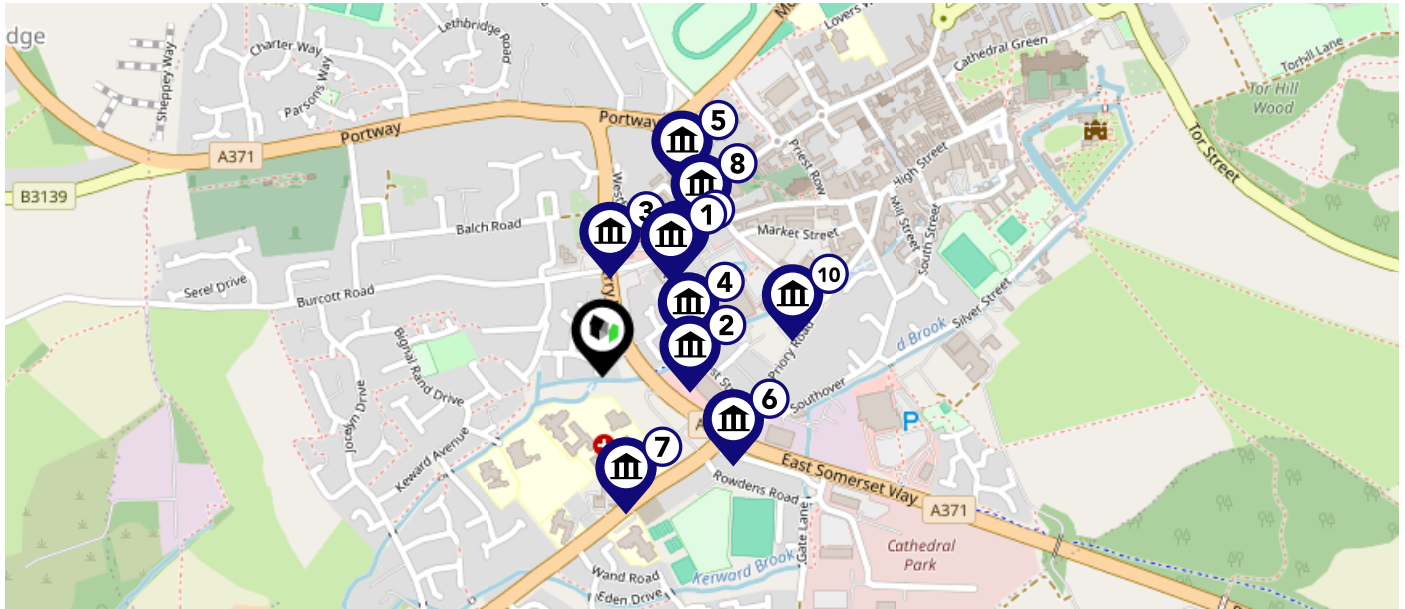 dge
Sheppey Way
Charter Way
Parsons Way
Lethbridge Road
Lovers
Cathedral Green
Torhill Lane
Tor Hill
Wood
Tor Street
Portway
Portway
A371
B3139
5
8
Priest Row
High Street
Mill Street
South Street
Market Street
3
1
Balch Road
Serel Drive
Burcott Road
4
10
2
Silver Street
d Brook
Priory Road
Bignal Rand Drive
Jocelyn Drive
Keward Avenue
Southover
6
P
7
East Somerset Way
A371
Rowdens Road
Gate Lane
Cathedral
Park
Kerward Brook
Wand Road
Eden Drive